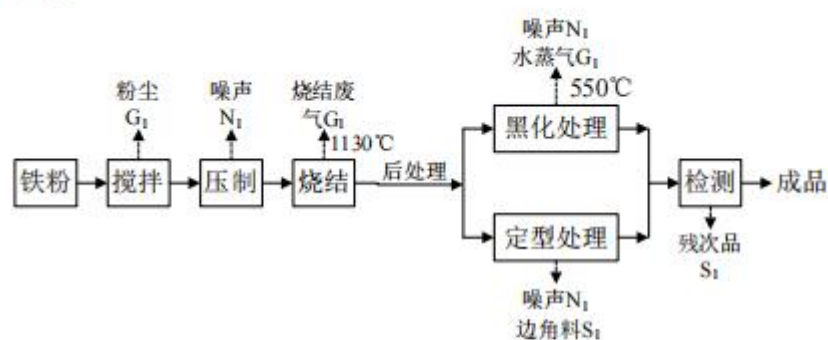 噪声N₁
水蒸气G₁
550℃
粉尘
G₁
噪声
N₁
烧结废
气G₁
1130℃
黑化处理
铁粉
搅拌
压制
烧结
后处理
检测
成品
定型处理
残次品
S₁
噪声N₁
边角料S₁